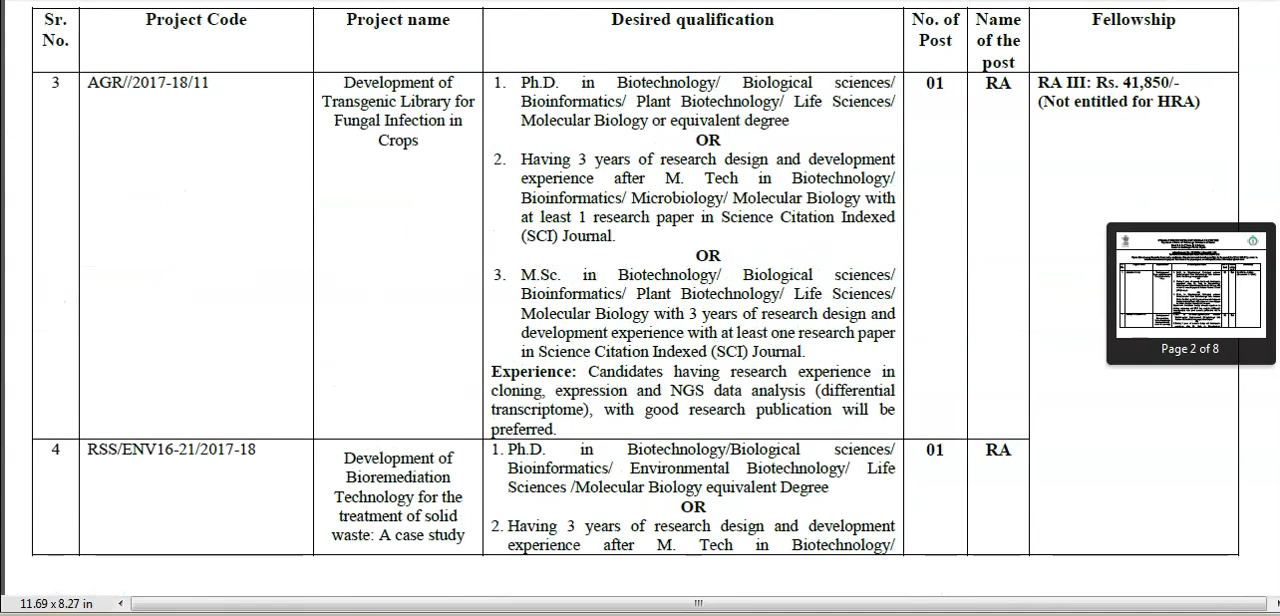 Sr. No.
Project Code
Project name
Desired qualification
No. of Post
Name of the post
Fellowship
3
AGR//2017-18/11
Development of
Transgenic Library for
Fungal Infection in
Crops
1. Ph.D. in Biotechnology/ Biological sciences/
Bioinformatics/ Plant Biotechnology/ Life Sciences/
Molecular Biology or equivalent degree
OR
2. Having 3 years of research design and development
experience after M. Tech in Biotechnology/
Bioinformatics/ Microbiology/ Molecular Biology with
at least 1 research paper in Science Citation Indexed
(SCI) Journal.
OR
3. M.Sc. in Biotechnology/ Biological sciences/
Bioinformatics/ Plant Biotechnology/ Life Sciences/
Molecular Biology with 3 years of research design and
development experience with at least one research paper
in Science Citation Indexed (SCI) Journal.
Experience: Candidates having research experience in
cloning, expression and NGS data analysis (differential
transcriptome), with good research publication will be
preferred.
01
RA
RA III: Rs. 41,850/-
(Not entitled for HRA)
4
RSS/ENV16-21/2017-18
Development of
Bioremediation
Technology for the
treatment of solid
waste: A case study
1. Ph.D. in Biotechnology/Biological sciences/
Bioinformatics/ Environmental Biotechnology/ Life
Sciences /Molecular Biology equivalent Degree
OR
2. Having 3 years of research design and development
experience after M. Tech in Biotechnology/
01
RA
Page 2 of 8
11.69 x 8.27 in